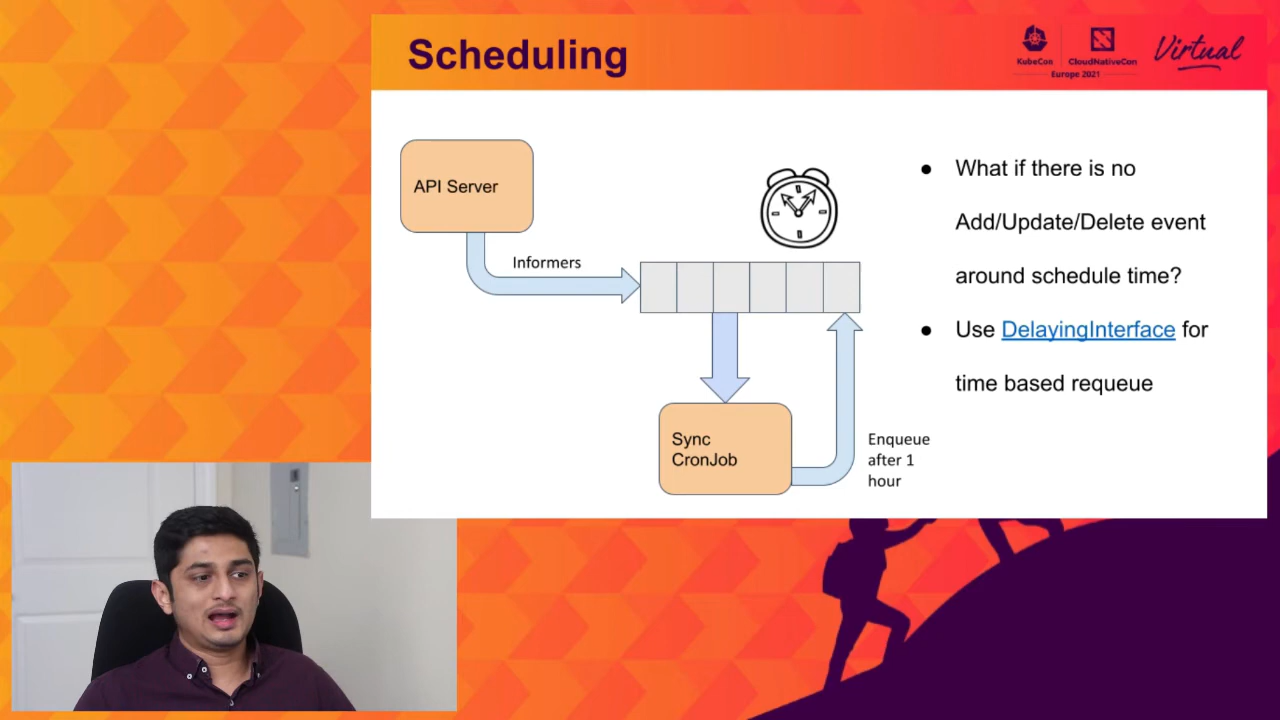 Scheduling
KubeCon
CloudNativeCon
Europe 2021
Virtual
API Server
Informers
Sync
CronJob
Enqueue
after 1
hour
● What if there is no
Add/Update/Delete event
around schedule time?
● Use DelayingInterface for
time based requeue